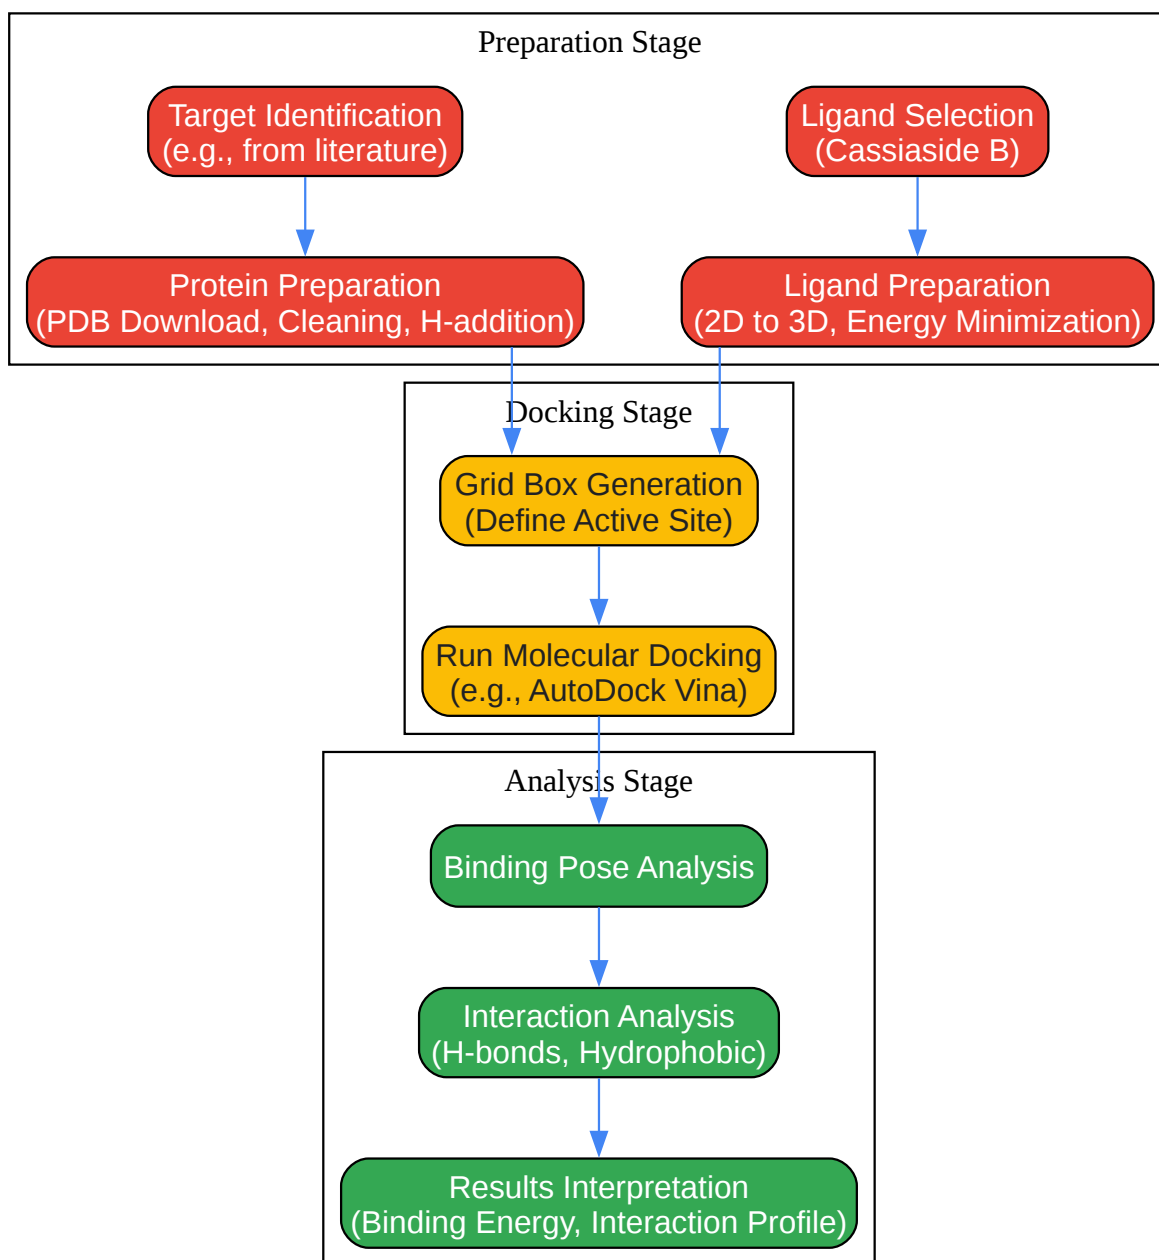 Preparation Stage
Target Identification
(e.g., from literature)
Ligand Selection
(Cassiaside B)
Protein Preparation
(PDB Download, Cleaning, H-addition)
Ligand Preparation
(2D to 3D, Energy Minimization)
Docking Stage
Grid Box Generation
(Define Active Site)
Run Molecular Docking
(e.g., AutoDock Vina)
Analysis Stage
Binding Pose Analysis
Interaction Analysis
(H-bonds, Hydrophobic)
Results Interpretation
(Binding Energy, Interaction Profile)